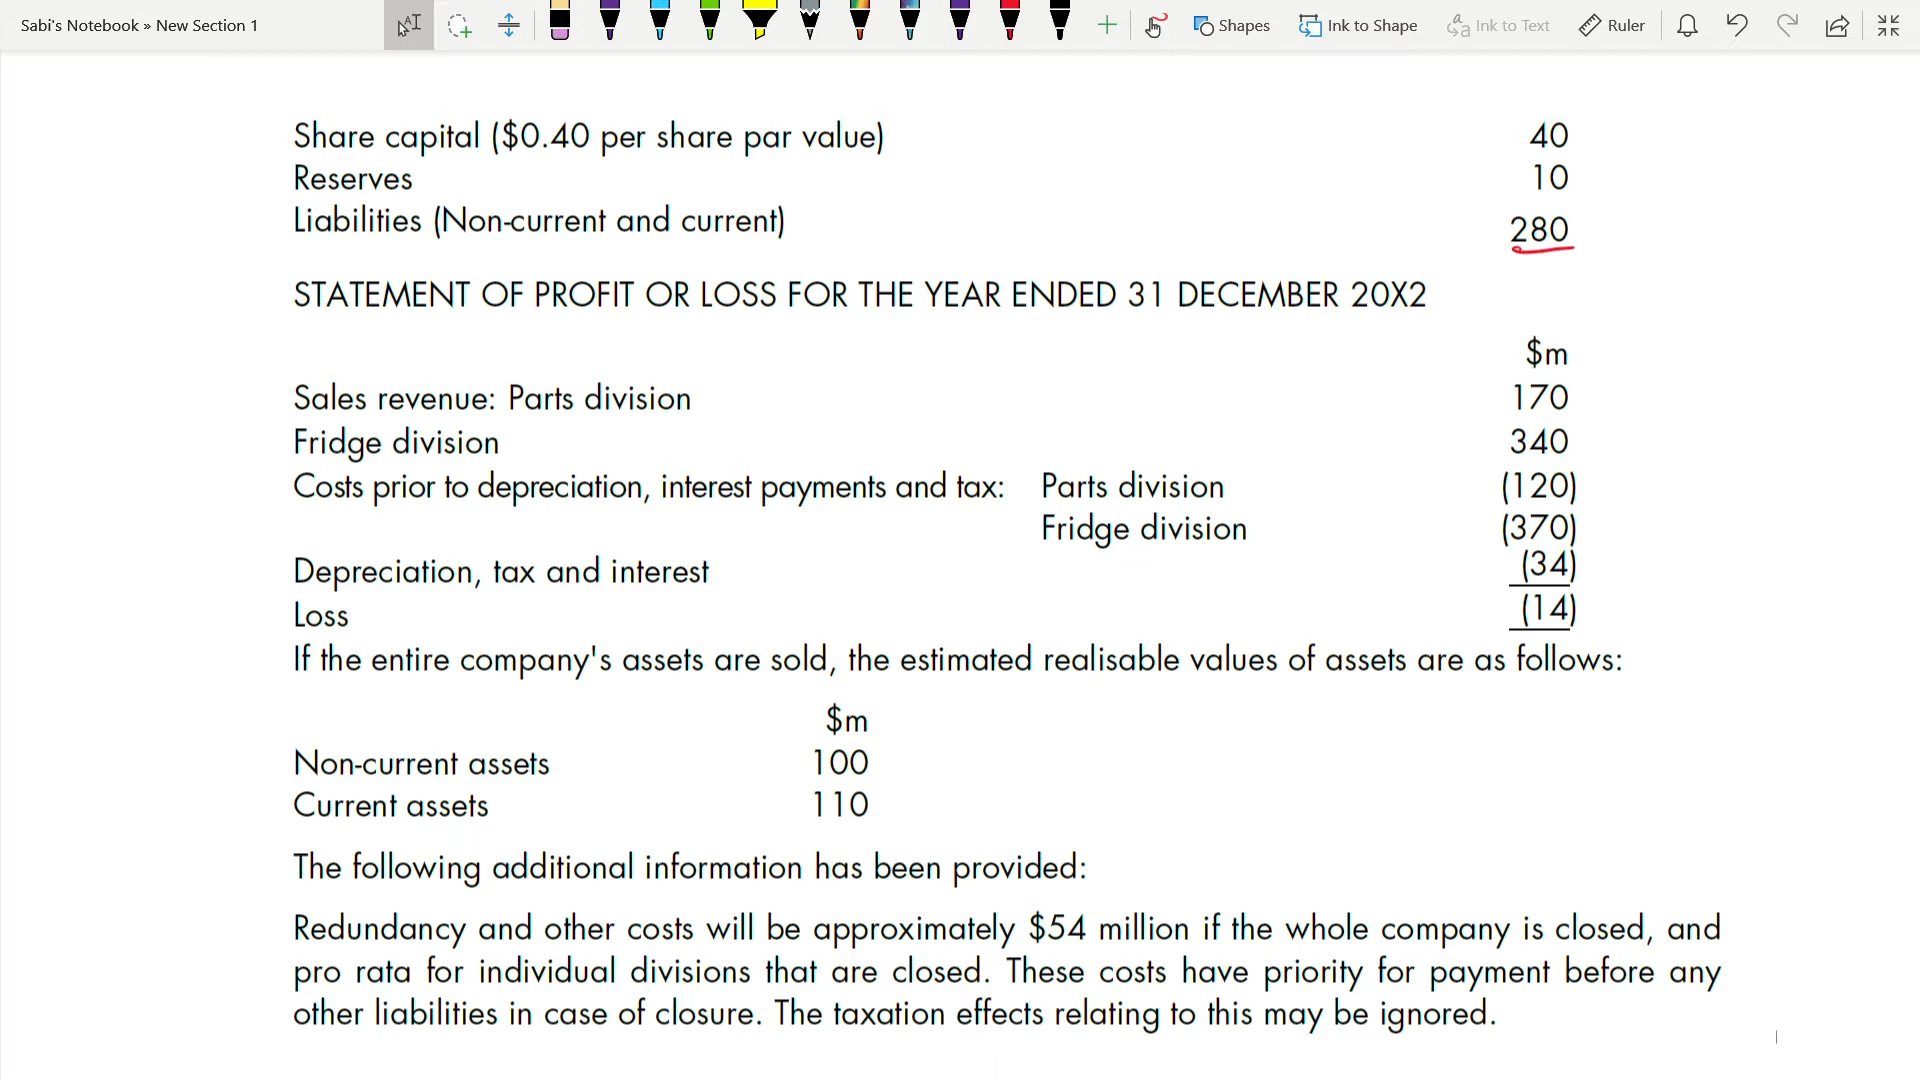 Sabi's Notebook » New Section 1
Shapes
Ink to Shape
Ink to Text
Ruler
Share capital ($0.40 per share par value) 40
Reserves 10
Liabilities (Non-current and current) 280
STATEMENT OF PROFIT OR LOSS FOR THE YEAR ENDED 31 DECEMBER 20X2
$m
Sales revenue: Parts division 170
Fridge division 340
Costs prior to depreciation, interest payments and tax: Parts division (120)
Fridge division (370)
Depreciation, tax and interest (34)
Loss (14)
If the entire company's assets are sold, the estimated realisable values of assets are as follows:
$m
Non-current assets 100
Current assets 110
The following additional information has been provided:
Redundancy and other costs will be approximately $54 million if the whole company is closed, and
pro rata for individual divisions that are closed. These costs have priority for payment before any
other liabilities in case of closure. The taxation effects relating to this may be ignored.